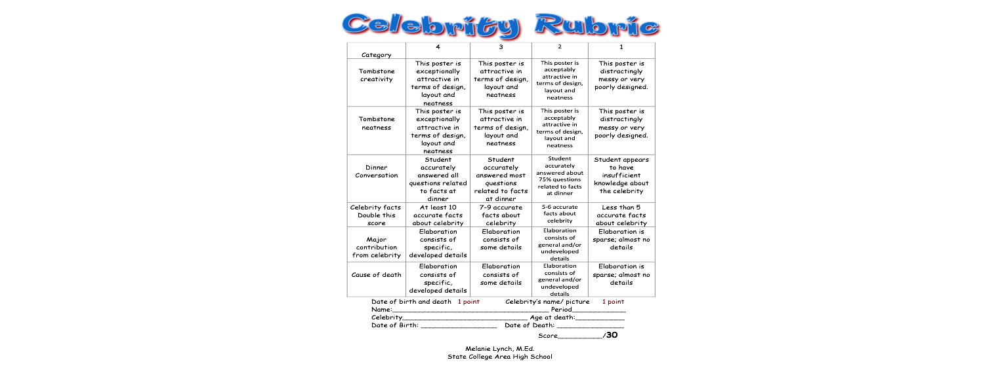 Celebrity Rubric
Category
4
3
2
1
Tombstone
creativity
This poster is
exceptionally
attractive in
terms of design,
layout and
neatness
This poster is
attractive in
terms of design,
layout and
neatness
This poster is
acceptably
attractive in
terms of design,
layout and
neatness
This poster is
distractingly
messy or very
poorly designed.
Tombstone
neatness
This poster is
exceptionally
attractive in
terms of design,
layout and
neatness
This poster is
attractive in
terms of design,
layout and
neatness
This poster is
acceptably
attractive in
terms of design,
layout and
neatness
This poster is
distractingly
messy or very
poorly designed.
Dinner
Conversation
Student
accurately
answered all
questions related
to facts at
dinner
Student
accurately
answered most
questions
related to facts
at dinner
Student
accurately
answered about
75% questions
related to facts
at dinner
Student appears
to have
insufficient
knowledge about
the celebrity
Celebrity facts
Double this
score
At least 10
accurate facts
about celebrity
7-9 accurate
facts about
celebrity
5-6 accurate
facts about
celebrity
Less than 5
accurate facts
about celebrity
Major
contribution
from celebrity
Elaboration
consists of
specific,
developed details
Elaboration
consists of
some details
Elaboration
consists of
general and/or
undeveloped
details
Elaboration is
sparse; almost no
details
Cause of death
Elaboration
consists of
specific,
developed details
Elaboration
consists of
some details
Elaboration
consists of
general and/or
undeveloped
details
Elaboration is
sparse; almost no
details
Date of birth and death 1 point Celebrity's name/ picture 1 point
Name:___________________________________ Period____________
Celebrity____________________________ Age at death:___________
Date of Birth: _________________ Date of Death: _______________
Score__________/30
Melanie Lynch, M.Ed.
State College Area High School